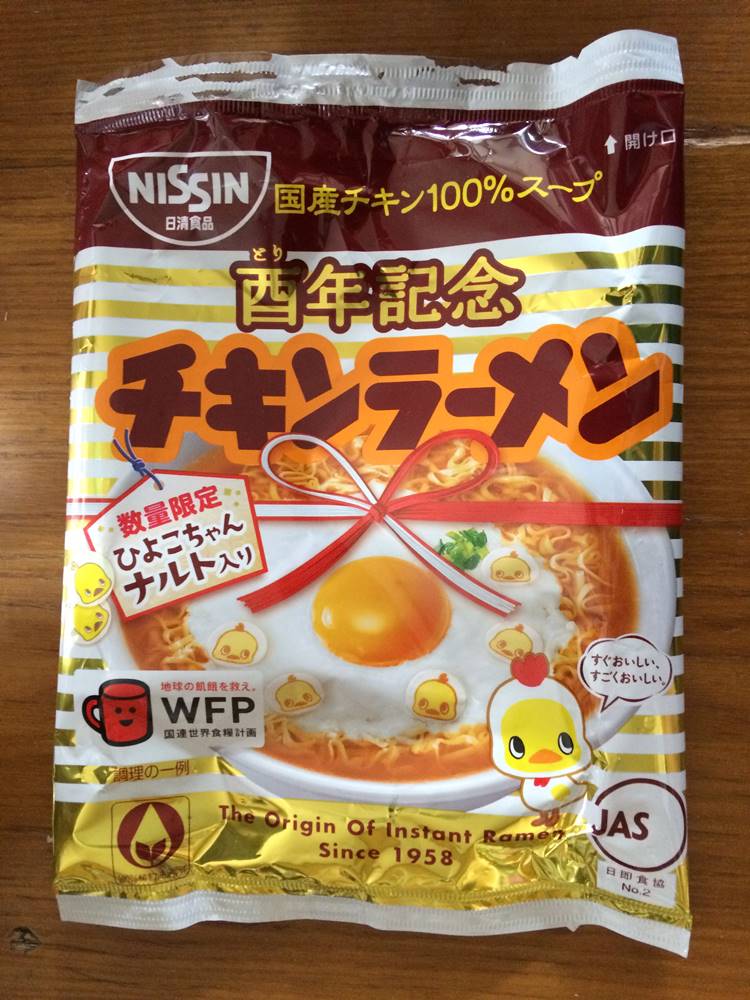 開け口
NISSIN
日清食品
国産チキン100%スープ
とり
酉年記念
チキンラーメン
数量限定
ひよこちゃん
ナルト入り
すぐおいしい、
すごくおいしい。
地球の飢餓を救え。
WFP
国連世界食糧計画
調理の一例
The Origin Of Instant Ramen
Since 1958
JAS
日即食協
No.2